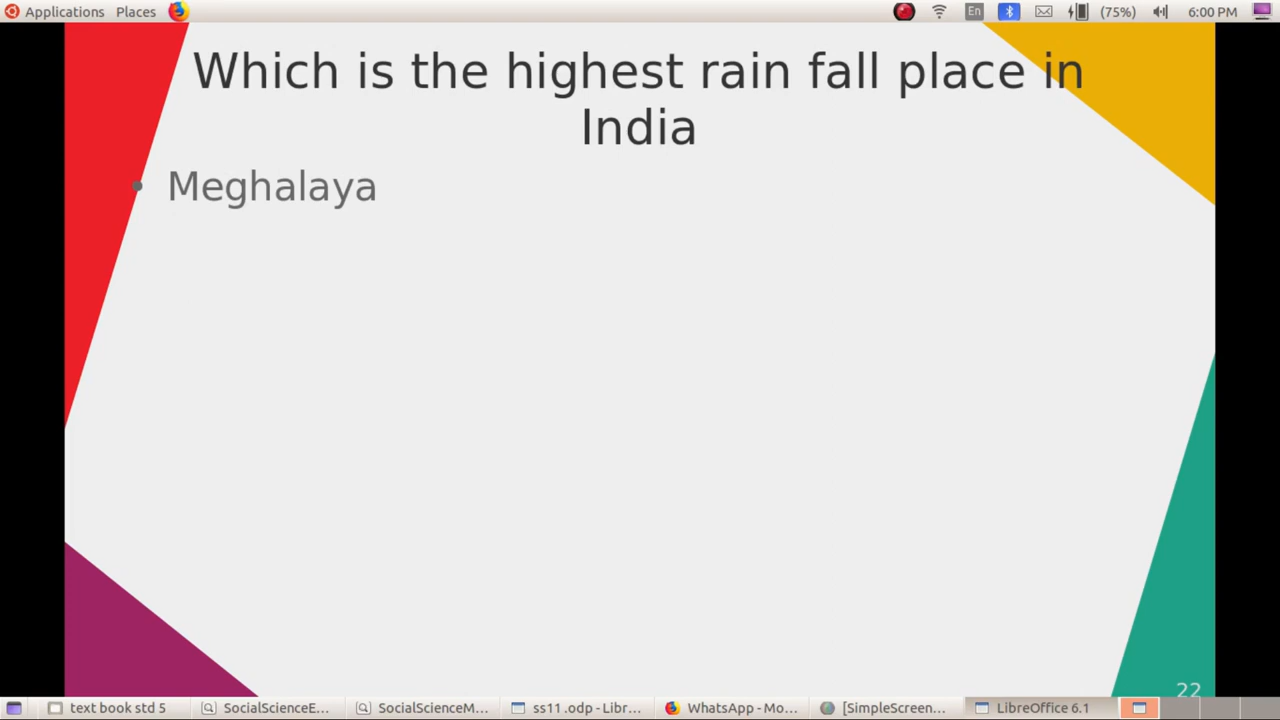 Applications Places En (75%) 6:00 PM
Which is the highest rain fall place in
India
• Meghalaya
22
text book std 5 SocialScienceE... SocialScienceM... ss11.odp - Libr... WhatsApp - Mo... [SimpleScreen... LibreOffice 6.1